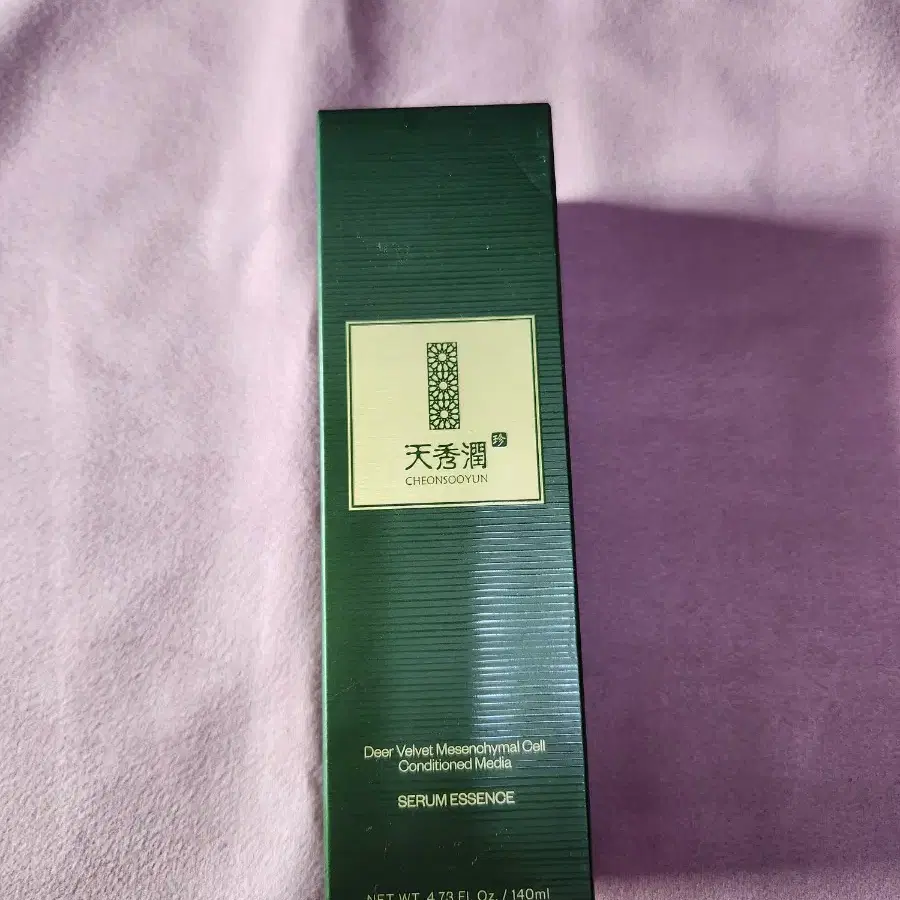 天秀潤 珍
CHEONSOOYUN
Deer Velvet Mesenchymal Cell
Conditioned Media
SERUM ESSENCE
NET WT. 4.73 FL.Oz. / 140ml